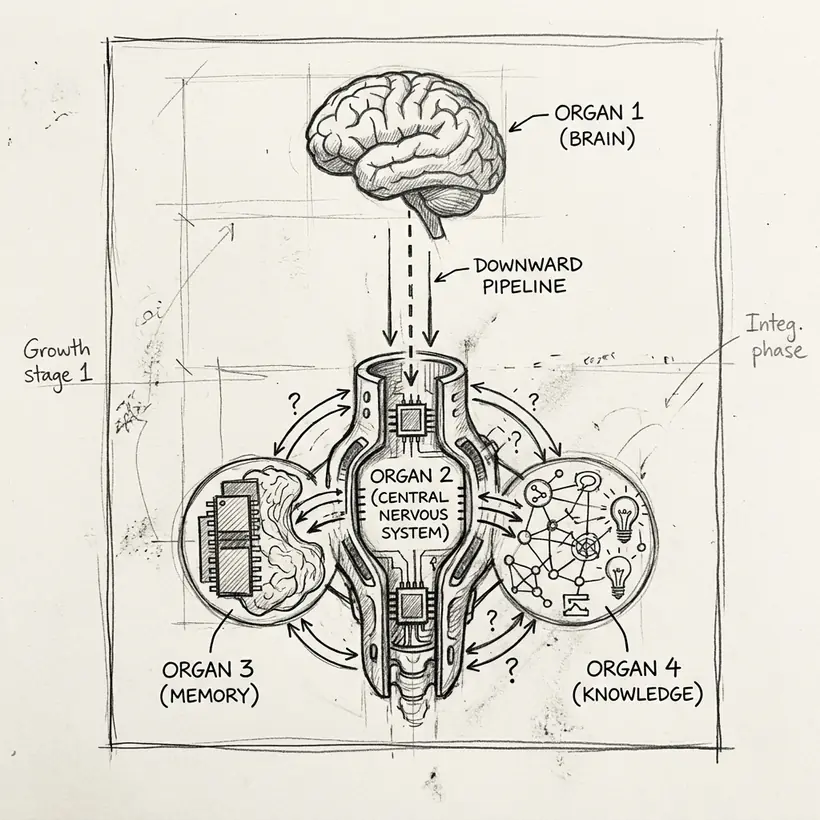 ORGAN 1
(BRAIN)
DOWNWARD
PIPELINE
Integ.
phase
Growth
stage 1
?
?
?
ORGAN 2
(CENTRAL
NERVOUS
SYSTEM)
?
?
ORGAN 3
(MEMORY)
ORGAN 4
(KNOWLEDGE)